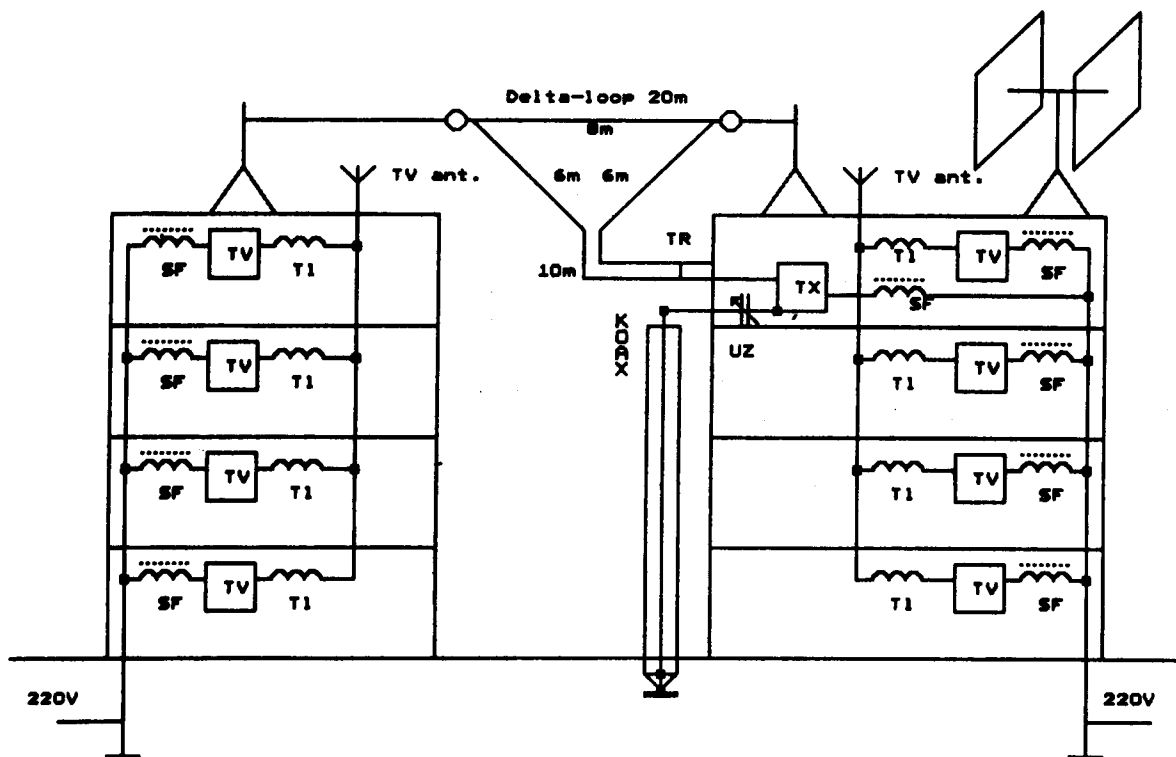 Delta-loop 20m
8m
6m 6m
TV ant.
TV ant.
SF TV T1
TR
T1 TV SF
10m
TX
SF
R
KOAX
UZ
SF TV T1
T1 TV SF
SF TV T1
T1 TV SF
SF TV T1
T1 TV SF
220V
220V